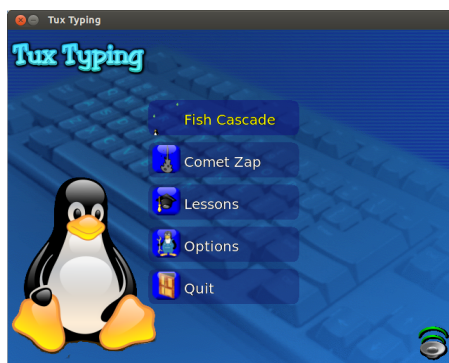 Tux Typing
Tux Typing
Fish Cascade
Comet Zap
Lessons
Options
Quit